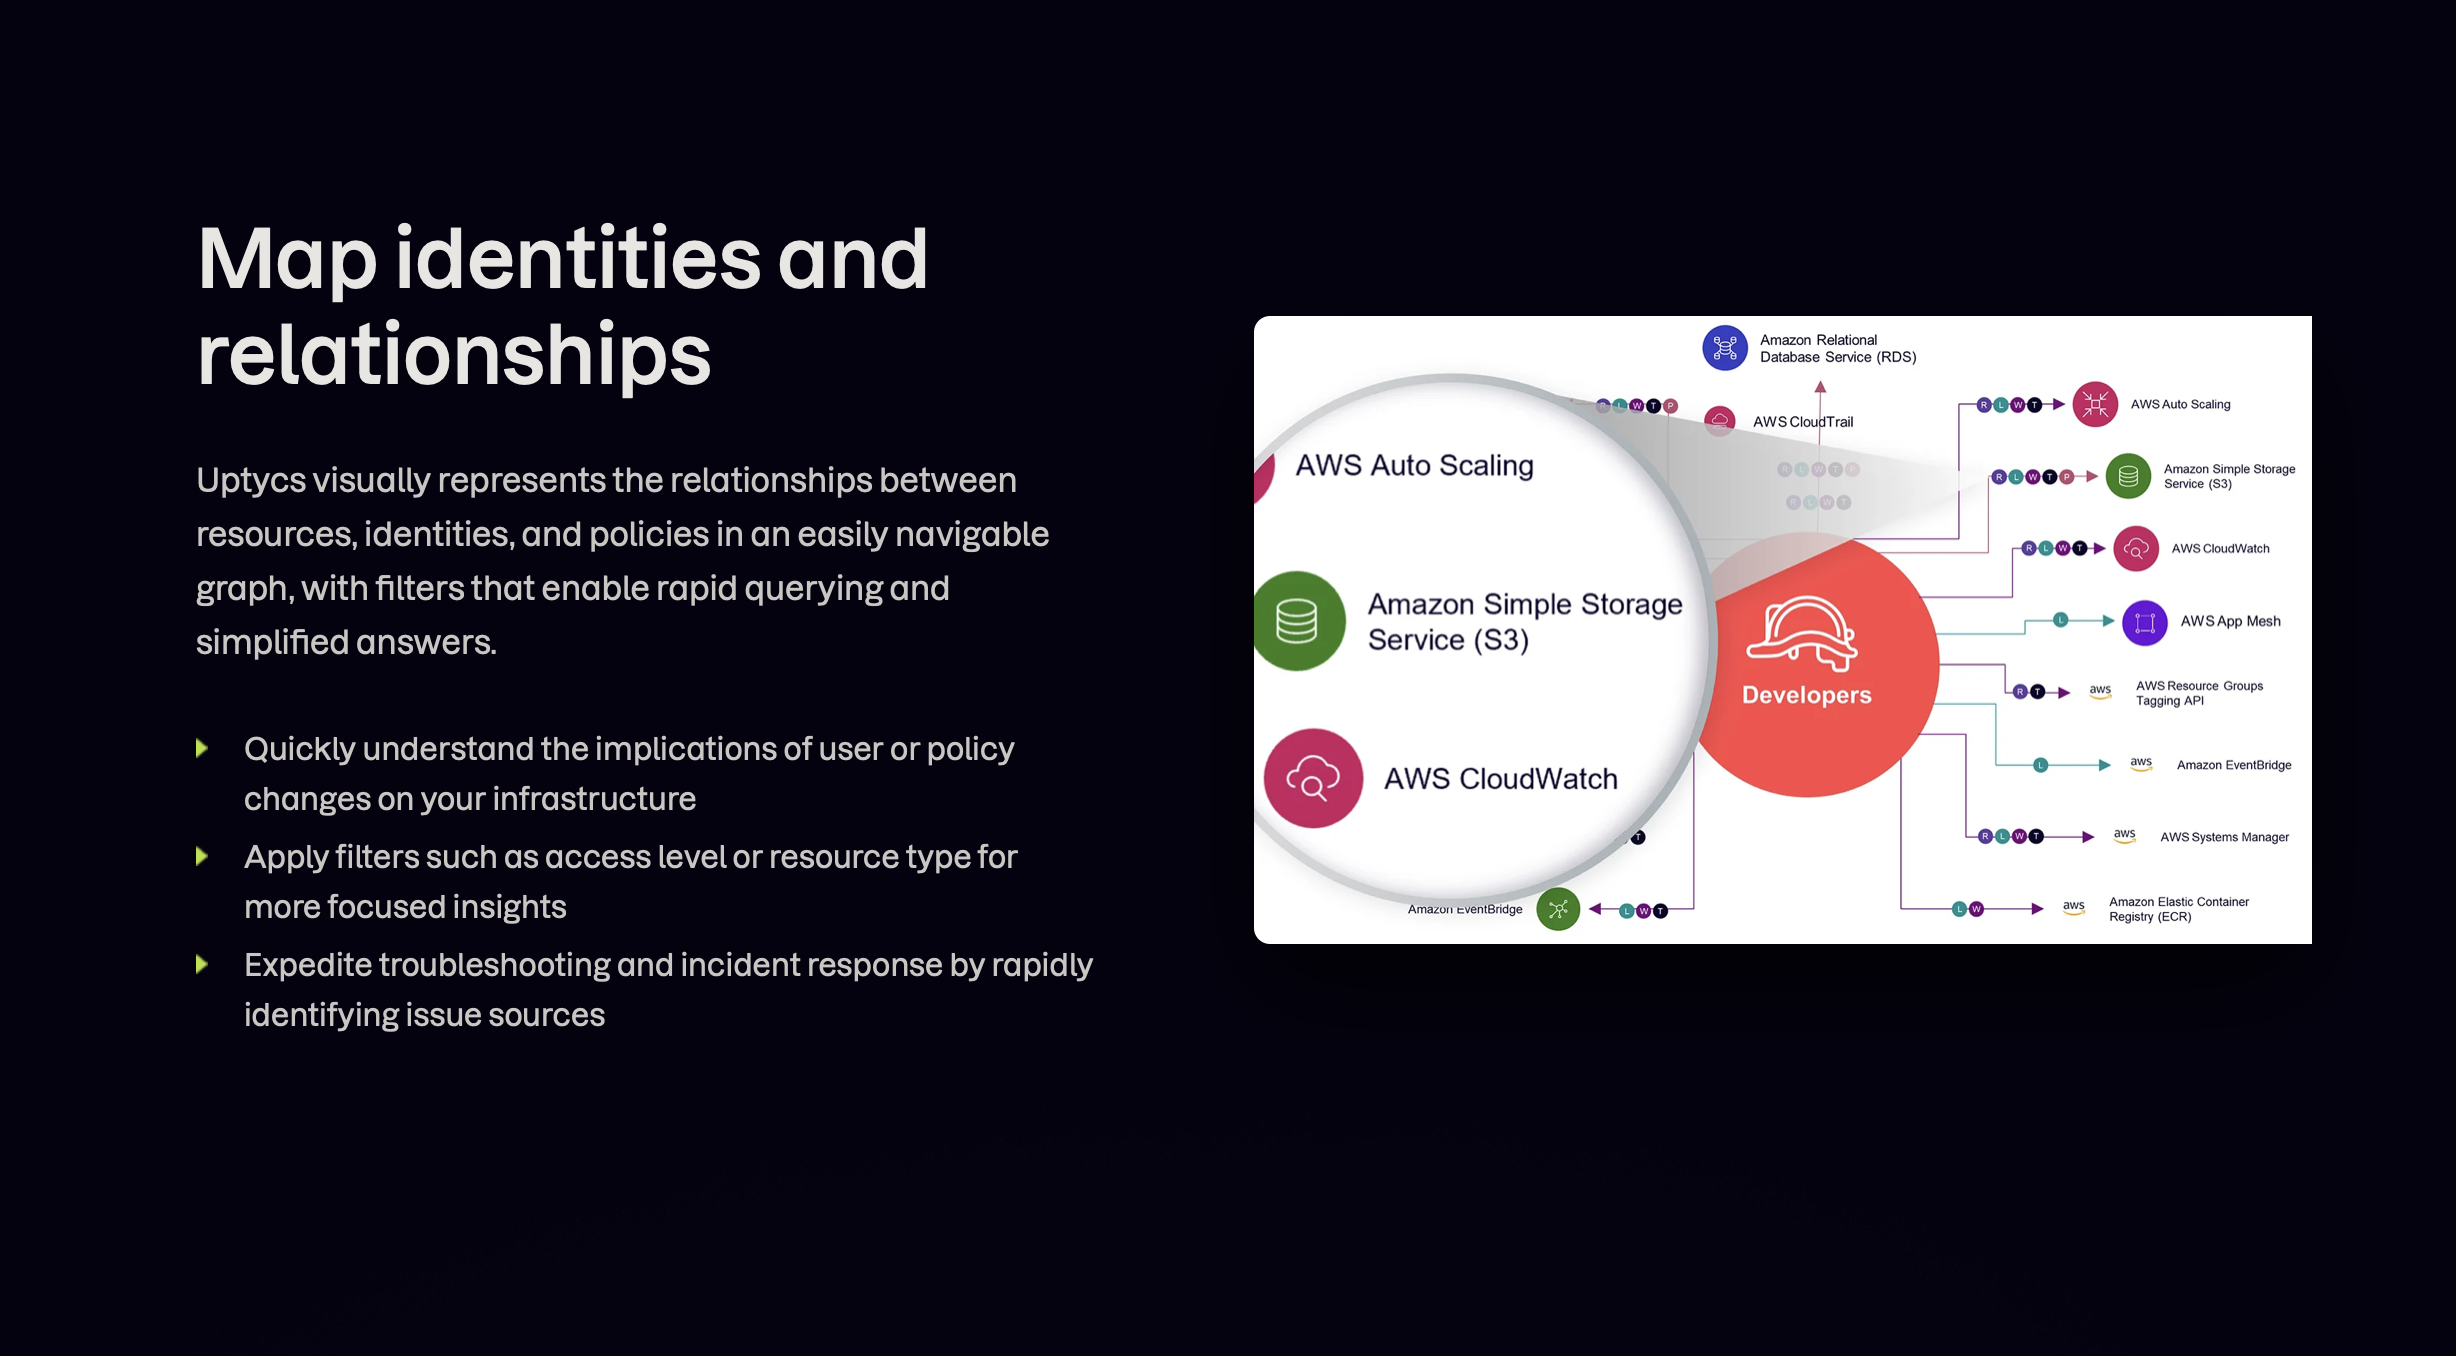 Map identities and
relationships
Uptycs visually represents the relationships between
resources, identities, and policies in an easily navigable
graph, with filters that enable rapid querying and
simplified answers.
Quickly understand the implications of user or policy
changes on your infrastructure
Apply filters such as access level or resource type for
more focused insights
Expedite troubleshooting and incident response by rapidly
identifying issue sources
Amazon Relational
Database Service (RDS)
R L W T P
AWS CloudTrail
R L W T P
R L W T
AWS Auto Scaling
Amazon Simple Storage
Service (S3)
AWS CloudWatch
Developers
R L W T
AWS Auto Scaling
R L W T P
Amazon Simple Storage
Service (S3)
R L W T
AWS CloudWatch
L
AWS App Mesh
R T
aws
AWS Resource Groups
Tagging API
L
aws
Amazon EventBridge
R L W T
aws
AWS Systems Manager
L W
aws
Amazon Elastic Container
Registry (ECR)
T
Amazon EventBridge
L W T